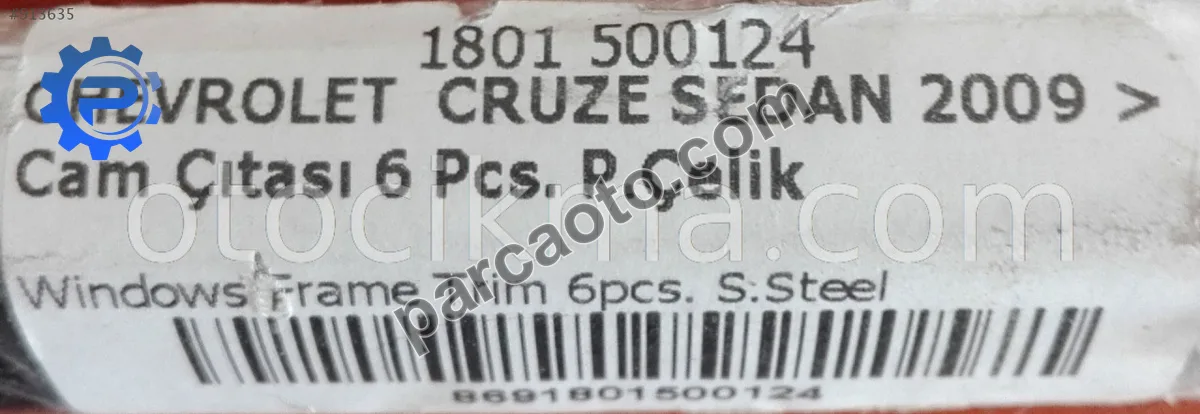 #613635
1801 500124
CHEVROLET CRUZE SEDAN 2009 >
Cam Çıtası 6 Pcs. P.Çelik
otocikma.com
parcaoto.com
Windows Frame Trim 6pcs. S.Steel
8691801500124